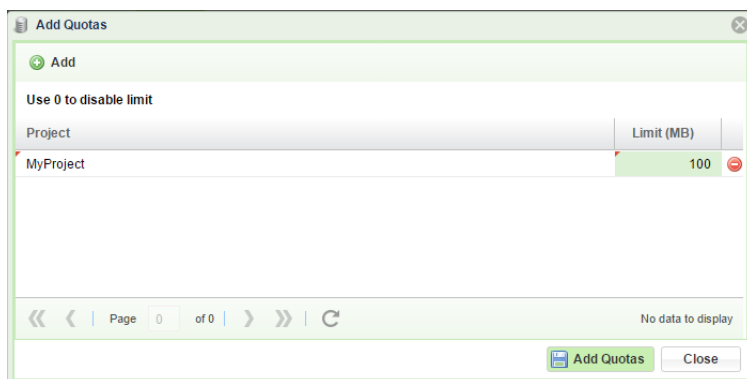 Add Quotas
Add
Use 0 to disable limit
Project Limit (MB)
MyProject 100
Page 0 of 0 No data to display
Add Quotas Close